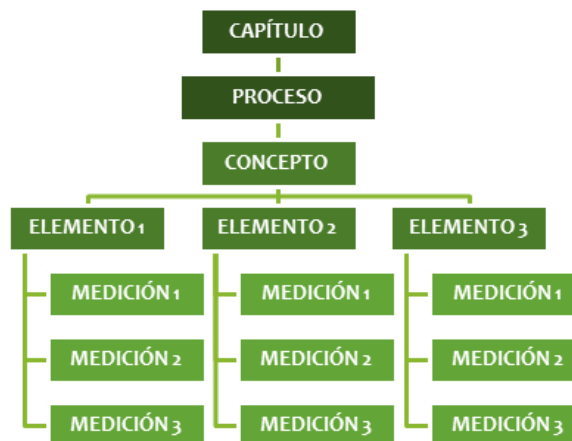 CAPÍTULO
PROCESO
CONCEPTO
ELEMENTO 1
ELEMENTO 2
ELEMENTO 3
MEDICIÓN 1
MEDICIÓN 1
MEDICIÓN 1
MEDICIÓN 2
MEDICIÓN 2
MEDICIÓN 2
MEDICIÓN 3
MEDICIÓN 3
MEDICIÓN 3